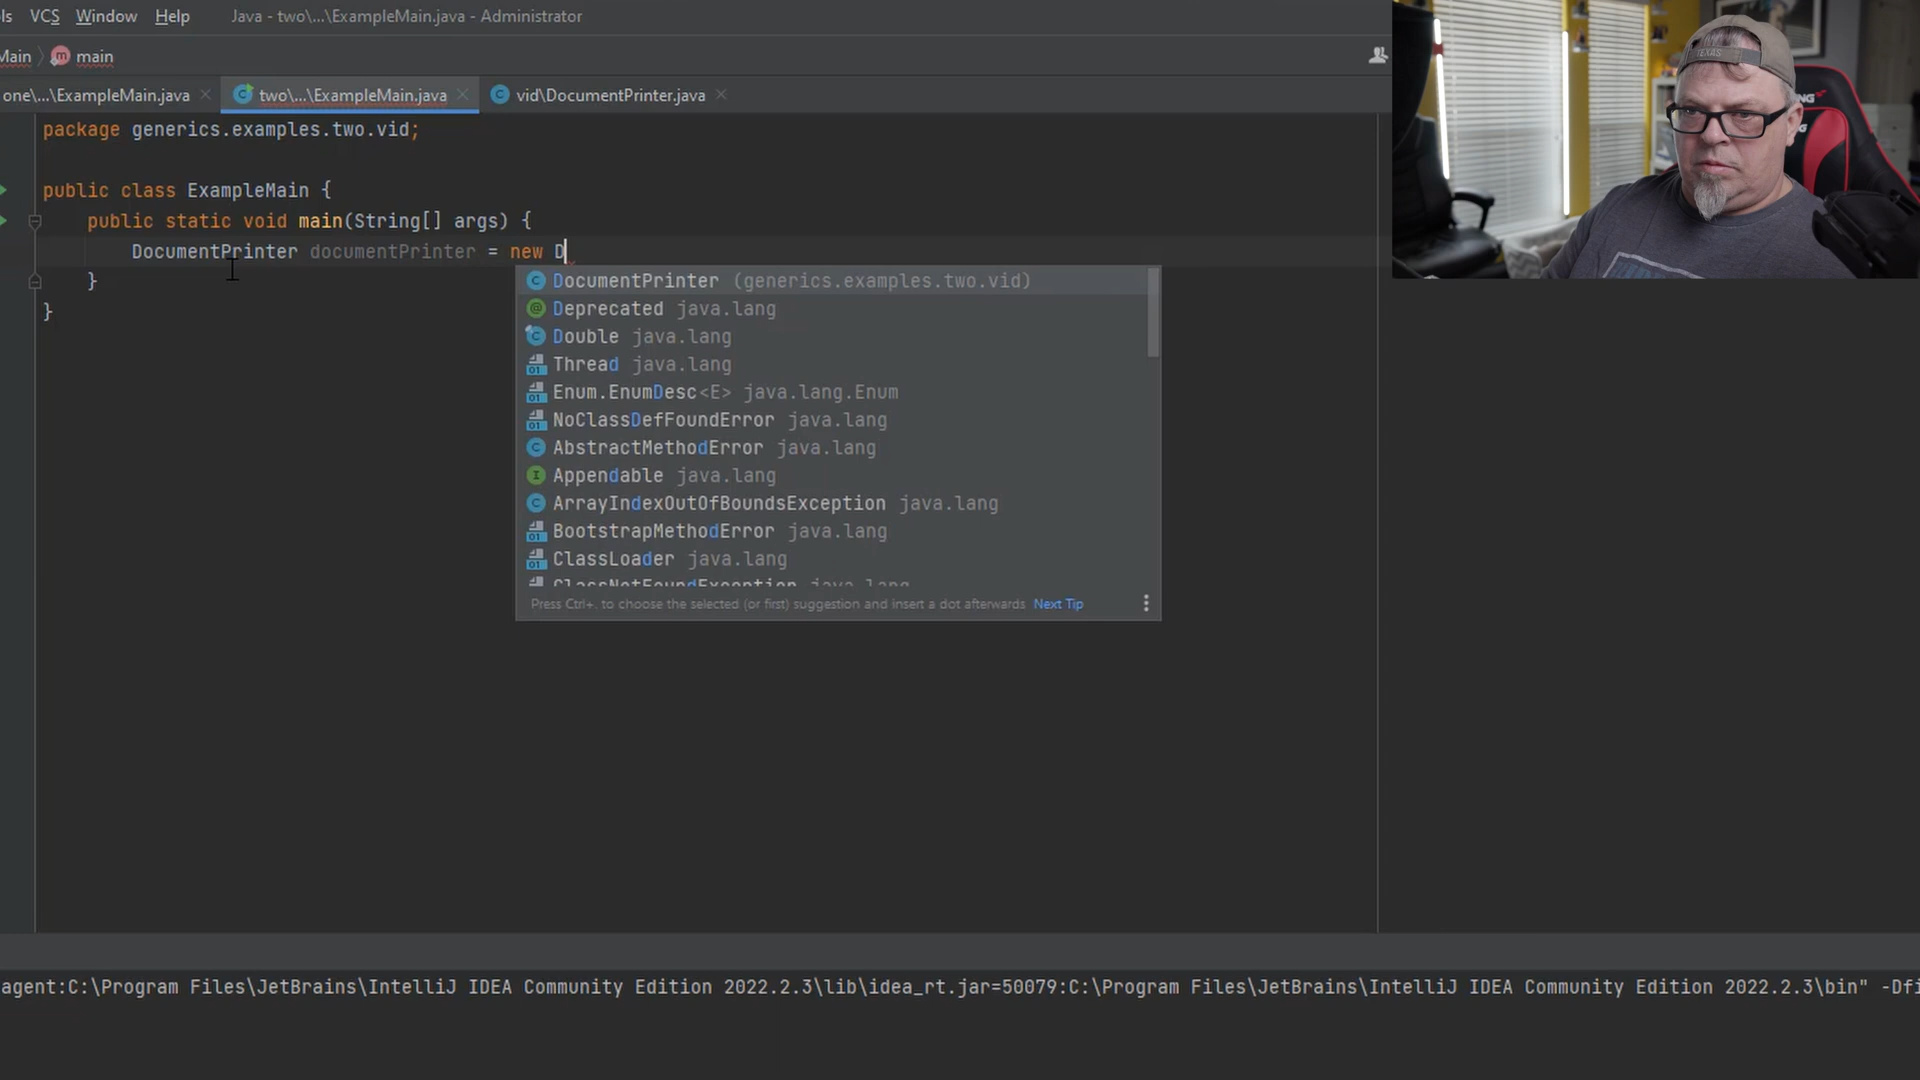 ls VCS Window Help Java - two\...\ExampleMain.java - Administrator
Main main
one\...\ExampleMain.java two\...\ExampleMain.java vid\DocumentPrinter.java
package generics.examples.two.vid;
public class ExampleMain {
public static void main(String[] args) {
DocumentPrinter documentPrinter = new D
}
}
DocumentPrinter (generics.examples.two.vid)
Deprecated java.lang
Double java.lang
Thread java.lang
Enum.EnumDesc<E> java.lang.Enum
NoClassDefFoundError java.lang
AbstractMethodError java.lang
Appendable java.lang
ArrayIndexOutOfBoundsException java.lang
BootstrapMethodError java.lang
ClassLoader java.lang
ClassNotFoundException java.lang
Press Ctrl+. to choose the selected (or first) suggestion and insert a dot afterwards Next Tip
agent:C:\Program Files\JetBrains\IntelliJ IDEA Community Edition 2022.2.3\lib\idea_rt.jar=50079:C:\Program Files\JetBrains\IntelliJ IDEA Community Edition 2022.2.3\bin" -Dfi
TEXAS